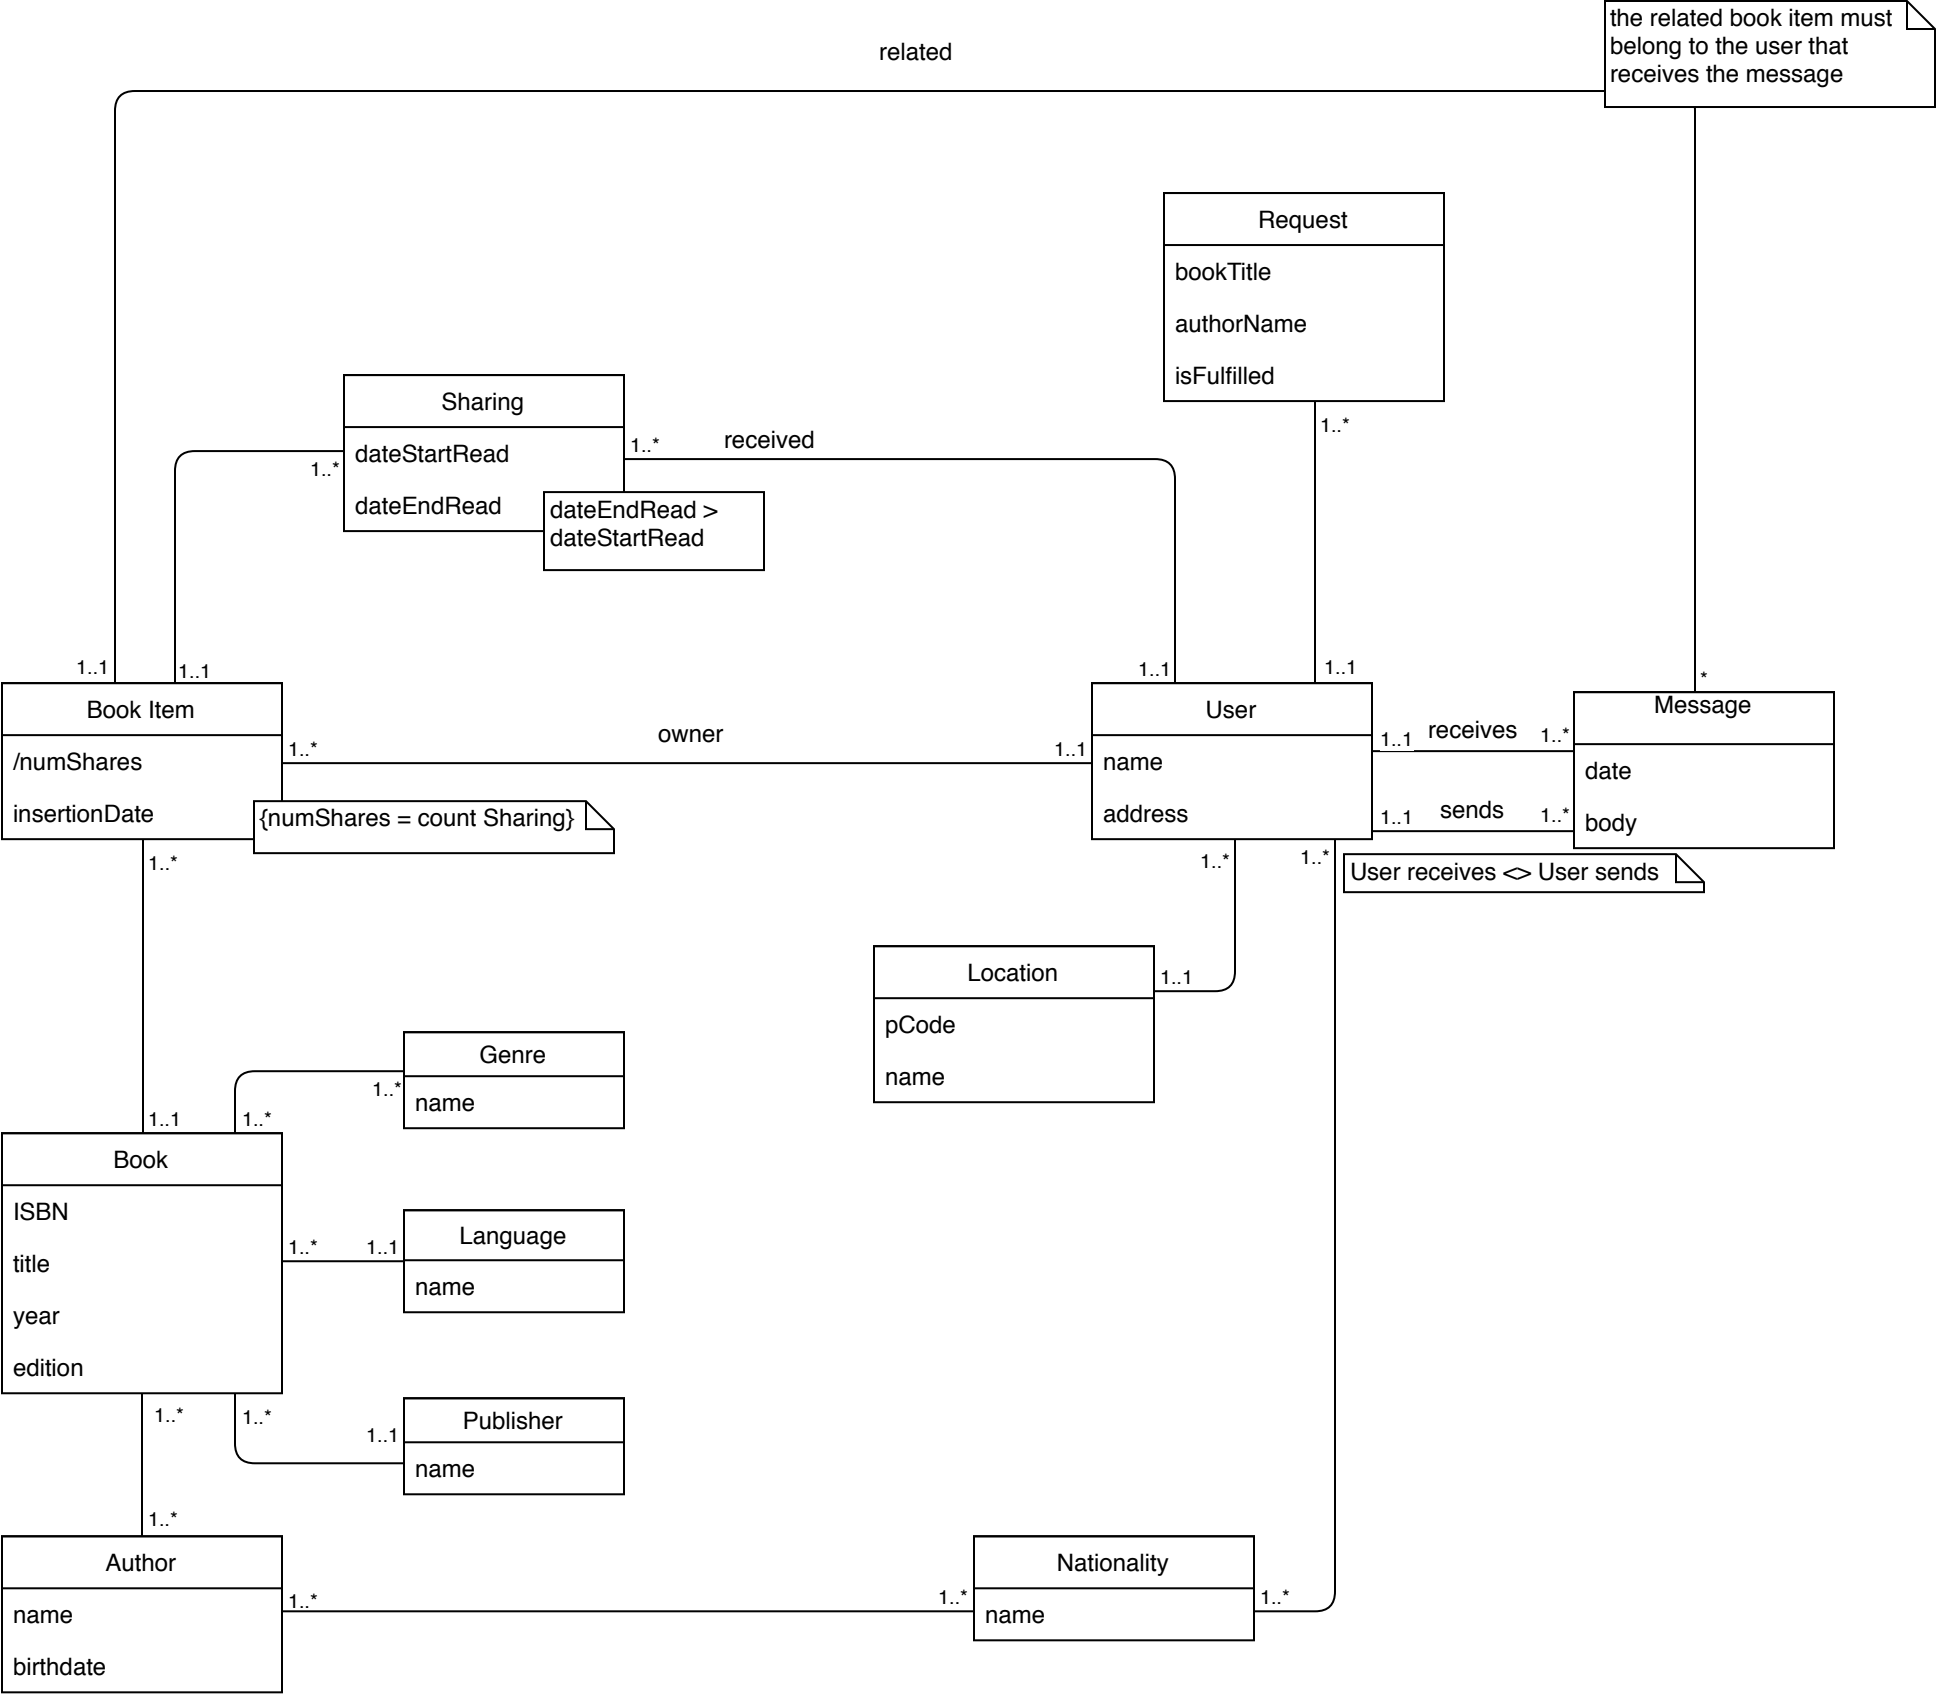 the related book item must
belong to the user that
receives the message
related
Request
bookTitle
authorName
isFulfilled
1..*
Sharing
dateStartRead
dateEndRead
1..*
1..*
received
dateEndRead >
dateStartRead
1..1
1..1
1..1
1..1
*
Book Item
/numShares
insertionDate
{numShares = count Sharing}
1..*
owner
1..1
User
name
address
1..1
receives
1..*
1..1
sends
1..*
Message
date
body
User receives <> User sends
1..*
1..*
1..*
Location
pCode
name
1..1
Genre
name
1..*
1..1
1..*
Book
ISBN
title
year
edition
1..*
1..1
Language
name
1..*
1..*
1..1
Publisher
name
1..*
Author
name
birthdate
1..*
1..*
Nationality
name
1..*